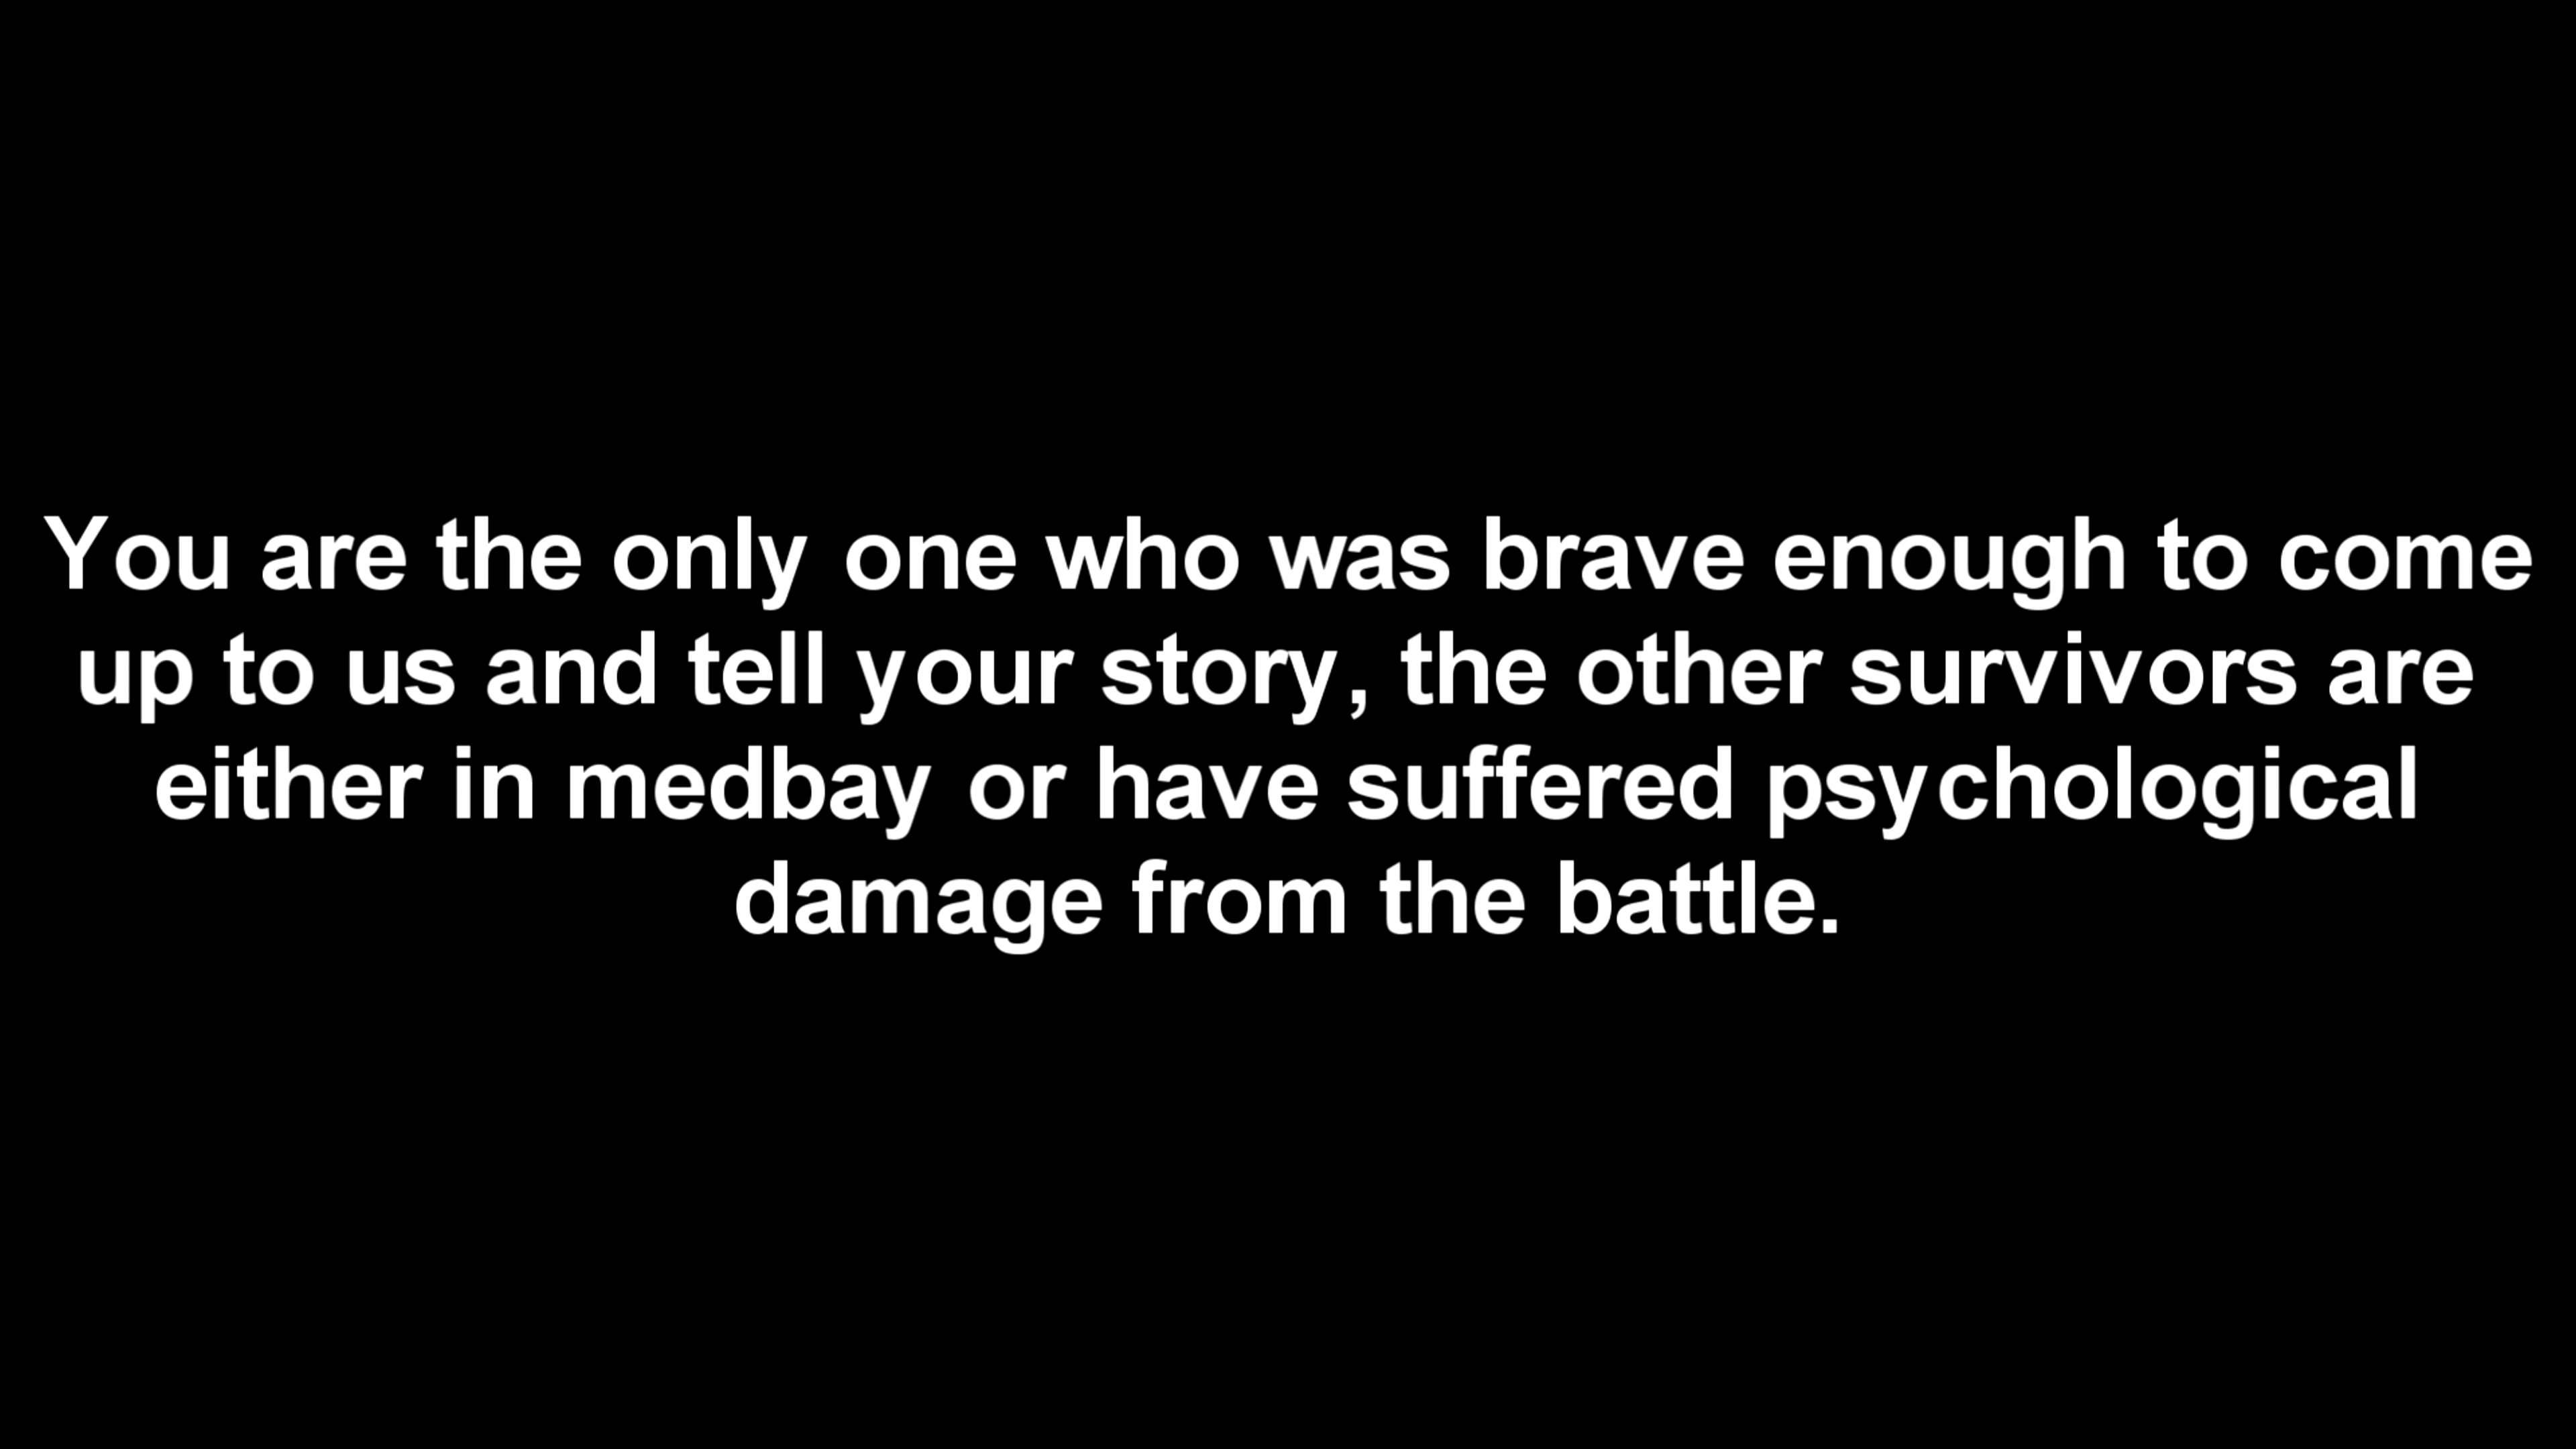 You are the only one who was brave enough to come
up to us and tell your story, the other survivors are
either in medbay or have suffered psychological
damage from the battle.